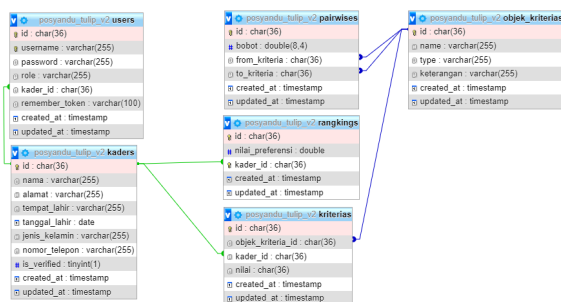 posyandu_tulip_v2 users
id : char(36)
username : varchar(255)
password : varchar(255)
role : varchar(255)
kader_id : char(36)
remember_token : varchar(100)
created_at : timestamp
updated_at : timestamp
posyandu_tulip_v2 kaders
id : char(36)
nama : varchar(255)
alamat : varchar(255)
tempat_lahir : varchar(255)
tanggal_lahir : date
jenis_kelamin : varchar(255)
nomor_telepon : varchar(255)
is_verified : tinyint(1)
created_at : timestamp
updated_at : timestamp
posyandu_tulip_v2 pairwises
id : char(36)
bobot : double(8,4)
from_kriteria : char(36)
to_kriteria : char(36)
created_at : timestamp
updated_at : timestamp
posyandu_tulip_v2 rangkings
id : char(36)
nilai_preferensi : double
kader_id : char(36)
created_at : timestamp
updated_at : timestamp
posyandu_tulip_v2 kriterias
id : char(36)
objek_kriteria_id : char(36)
kader_id : char(36)
nilai : char(36)
created_at : timestamp
updated_at : timestamp
posyandu_tulip_v2 objek_kriterias
id : char(36)
name : varchar(255)
type : varchar(255)
keterangan : varchar(255)
created_at : timestamp
updated_at : timestamp